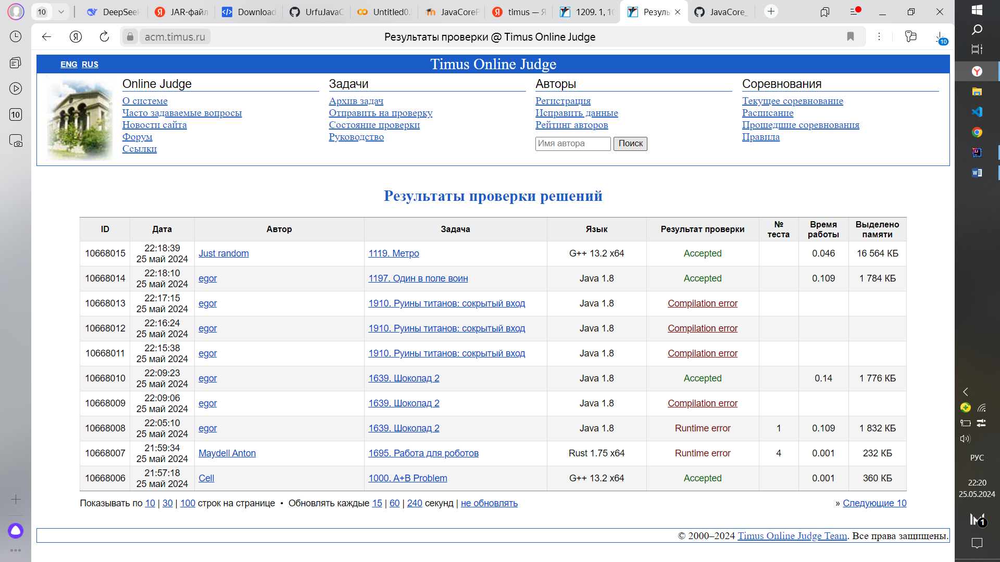 10
DeepSeek
JAR-файл
Download
UrfuJavaC
Untitled0.i
JavaCoreP
timus — Я
1209. 1, 10
Резуль
JavaCore_
acm.timus.ru
Результаты проверки @ Timus Online Judge
10
10
ENG RUS
Timus Online Judge
Online Judge
О системе
Часто задаваемые вопросы
Новости сайта
Форум
Ссылки
Задачи
Архив задач
Отправить на проверку
Состояние проверки
Руководство
Авторы
Регистрация
Исправить данные
Рейтинг авторов
Имя автора
Поиск
Соревнования
Текущее соревнование
Расписание
Прошедшие соревнования
Правила
Результаты проверки решений
ID Дата Автор Задача Язык Результат проверки № теста Время работы Выделено памяти
10668015 22:18:39 25 май 2024 Just random 1119. Метро G++ 13.2 x64 Accepted 0.046 16 564 КБ
10668014 22:18:10 25 май 2024 egor 1197. Один в поле воин Java 1.8 Accepted 0.109 1 784 КБ
10668013 22:17:15 25 май 2024 egor 1910. Руины титанов: сокрытый вход Java 1.8 Compilation error
10668012 22:16:24 25 май 2024 egor 1910. Руины титанов: сокрытый вход Java 1.8 Compilation error
10668011 22:15:38 25 май 2024 egor 1910. Руины титанов: сокрытый вход Java 1.8 Compilation error
10668010 22:09:23 25 май 2024 egor 1639. Шоколад 2 Java 1.8 Accepted 0.14 1 776 КБ
10668009 22:09:06 25 май 2024 egor 1639. Шоколад 2 Java 1.8 Compilation error
10668008 22:05:10 25 май 2024 egor 1639. Шоколад 2 Java 1.8 Runtime error 1 0.109 1 832 КБ
10668007 21:59:34 25 май 2024 Maydell Anton 1695. Работа для роботов Rust 1.75 x64 Runtime error 4 0.001 232 КБ
10668006 21:57:18 25 май 2024 Cell 1000. A+B Problem G++ 13.2 x64 Accepted 0.001 360 КБ
Показывать по 10 | 30 | 100 строк на странице • Обновлять каждые 15 | 60 | 240 секунд | не обновлять
» Следующие 10
© 2000–2024 Timus Online Judge Team. Все права защищены.
РУС
22:20
25.05.2024
1